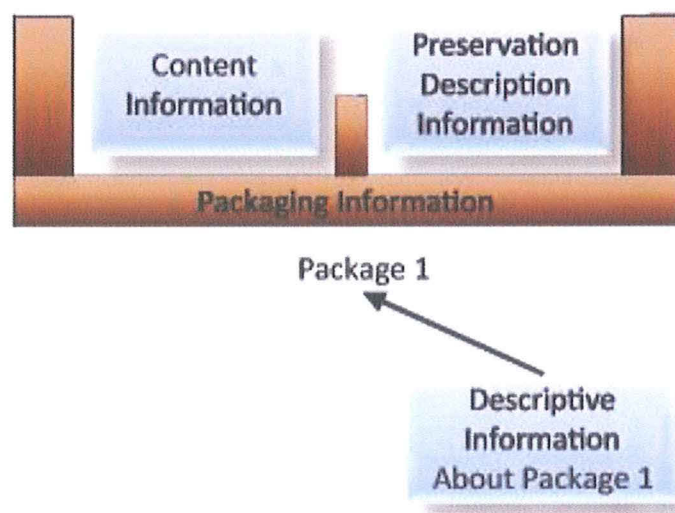 Content
Information
Preservation
Description
Information
Packaging Information
Package 1
Descriptive
Information
About Package 1